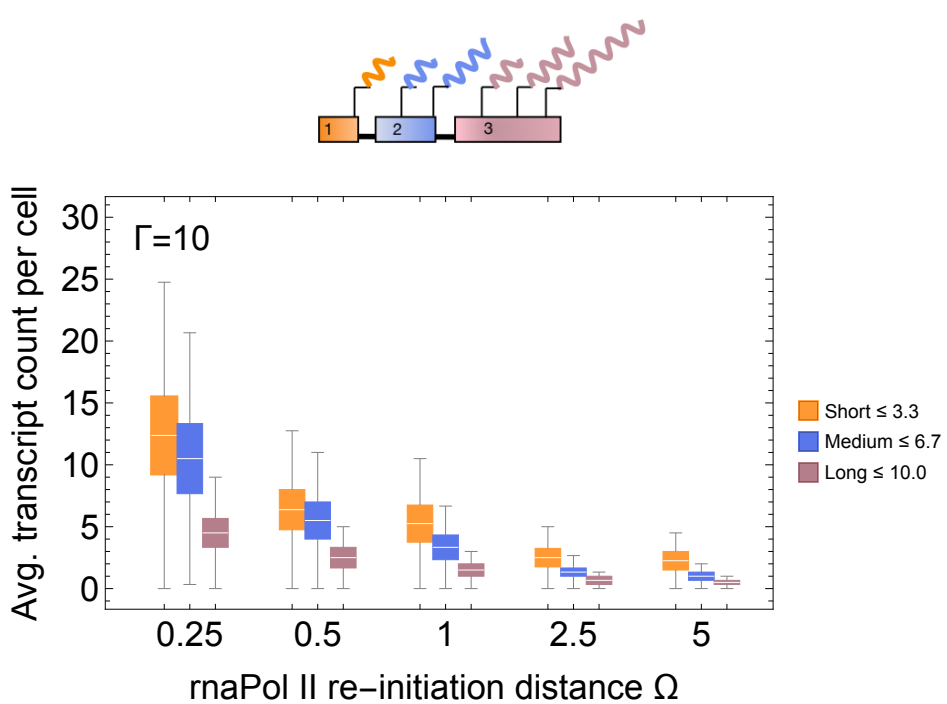 1 2 3
Avg. transcript count per cell
Γ=10
30
25
20
15
10
5
0
0.25 0.5 1 2.5 5
rnaPol II re−initiation distance Ω
Short ≤ 3.3
Medium ≤ 6.7
Long ≤ 10.0